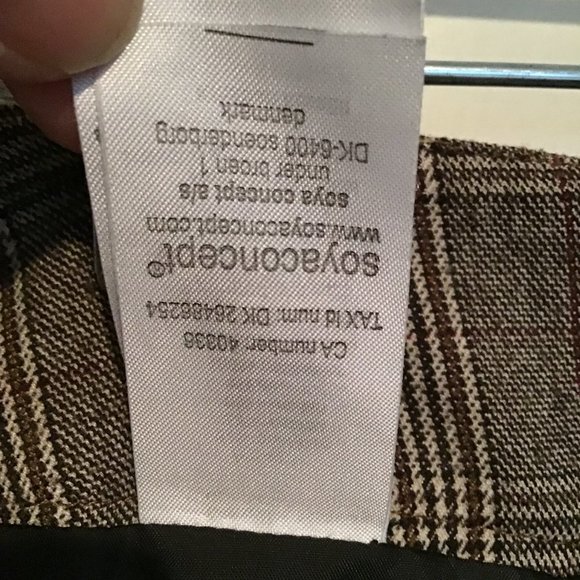 CA number: 40336
TAX Id num: DK 26486254
soyaconcept®
www.soyaconcept.com
soya concept a/s
under broen 1
DK-6400 soenderborg
denmark